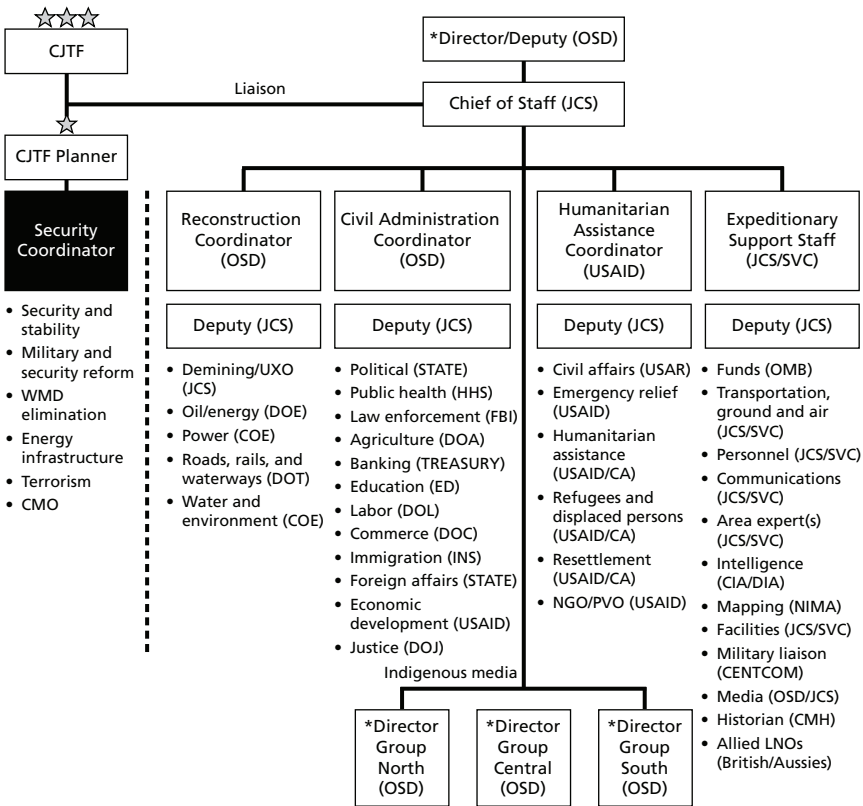 CJTF
*Director/Deputy (OSD)
Liaison
Chief of Staff (JCS)
CJTF Planner
Security
Coordinator
• Security and
stability
• Military and
security reform
• WMD
elimination
• Energy
infrastructure
• Terrorism
• CMO
Reconstruction
Coordinator
(OSD)
Deputy (JCS)
• Demining/UXO
(JCS)
• Oil/energy (DOE)
• Power (COE)
• Roads, rails, and
waterways (DOT)
• Water and
environment (COE)
Civil Administration
Coordinator
(OSD)
Deputy (JCS)
• Political (STATE)
• Public health (HHS)
• Law enforcement (FBI)
• Agriculture (DOA)
• Banking (TREASURY)
• Education (ED)
• Labor (DOL)
• Commerce (DOC)
• Immigration (INS)
• Foreign affairs (STATE)
• Economic
development (USAID)
• Justice (DOJ)
Humanitarian
Assistance
Coordinator
(USAID)
Deputy (JCS)
• Civil affairs (USAR)
• Emergency relief
(USAID)
• Humanitarian
assistance
(USAID/CA)
• Refugees and
displaced persons
(USAID/CA)
• Resettlement
(USAID/CA)
• NGO/PVO (USAID)
Expeditionary
Support Staff
(JCS/SVC)
Deputy (JCS)
• Funds (OMB)
• Transportation,
ground and air
(JCS/SVC)
• Personnel (JCS/SVC)
• Communications
(JCS/SVC)
• Area expert(s)
(JCS/SVC)
• Intelligence
(CIA/DIA)
• Mapping (NIMA)
• Facilities (JCS/SVC)
• Military liaison
(CENTCOM)
• Media (OSD/JCS)
• Historian (CMH)
• Allied LNOs
(British/Aussies)
Indigenous media
*Director
Group
North
(OSD)
*Director
Group
Central
(OSD)
*Director
Group
South
(OSD)